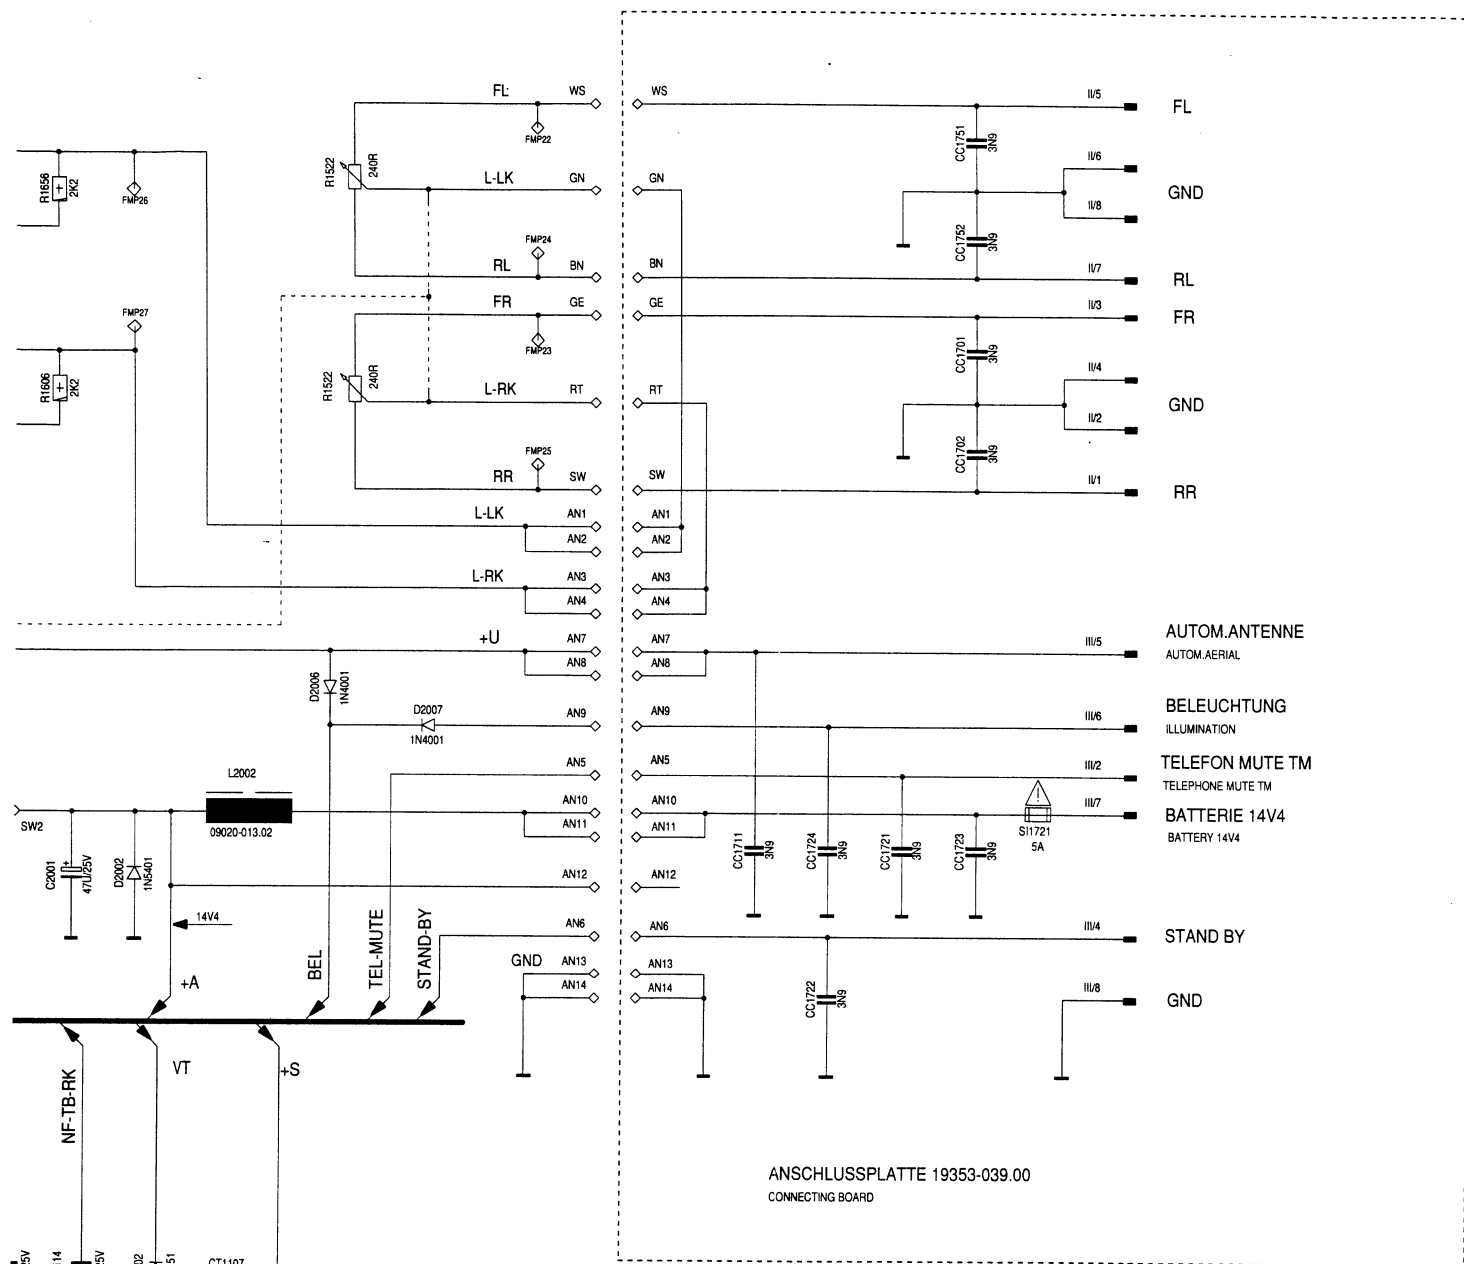 FL
WS
WS
II/5
FL
FMP22
CC1751
3N9
R1656
2K2
FMP26
R1522
240R
L-LK
GN
GN
II/6
GND
II/8
FMP24
CC1752
3N9
RL
BN
BN
II/7
RL
FR
GE
GE
II/3
FR
FMP27
FMP23
CC1701
3N9
R1606
2K2
R1522
240R
L-RK
RT
RT
II/4
GND
II/2
FMP25
CC1702
3N9
RR
SW
SW
II/1
RR
L-LK
AN1
AN1
AN2
AN2
L-RK
AN3
AN3
AN4
AN4
+U
AN7
AN7
III/5
AUTOM.ANTENNE
AUTOM.AERIAL
AN8
AN8
D2006
1N4001
D2007
1N4001
AN9
AN9
III/6
BELEUCHTUNG
ILLUMINATION
L2002
AN5
AN5
III/2
TELEFON MUTE TM
TELEPHONE MUTE TM
SW2
09020-013.02
AN10
AN10
III/7
BATTERIE 14V4
BATTERY 14V4
AN11
AN11
SI1721
5A
C2001
+
47U/25V
D2002
1N5401
CC1711
3N9
CC1724
3N9
CC1721
3N9
CC1723
3N9
AN12
AN12
14V4
BEL
TEL-MUTE
STAND-BY
AN6
AN6
III/4
STAND BY
+A
GND
AN13
AN13
AN14
AN14
CC1722
3N9
III/8
GND
NF-TB-RK
VT
+S
ANSCHLUSSPLATTE 19353-039.00
CONNECTING BOARD